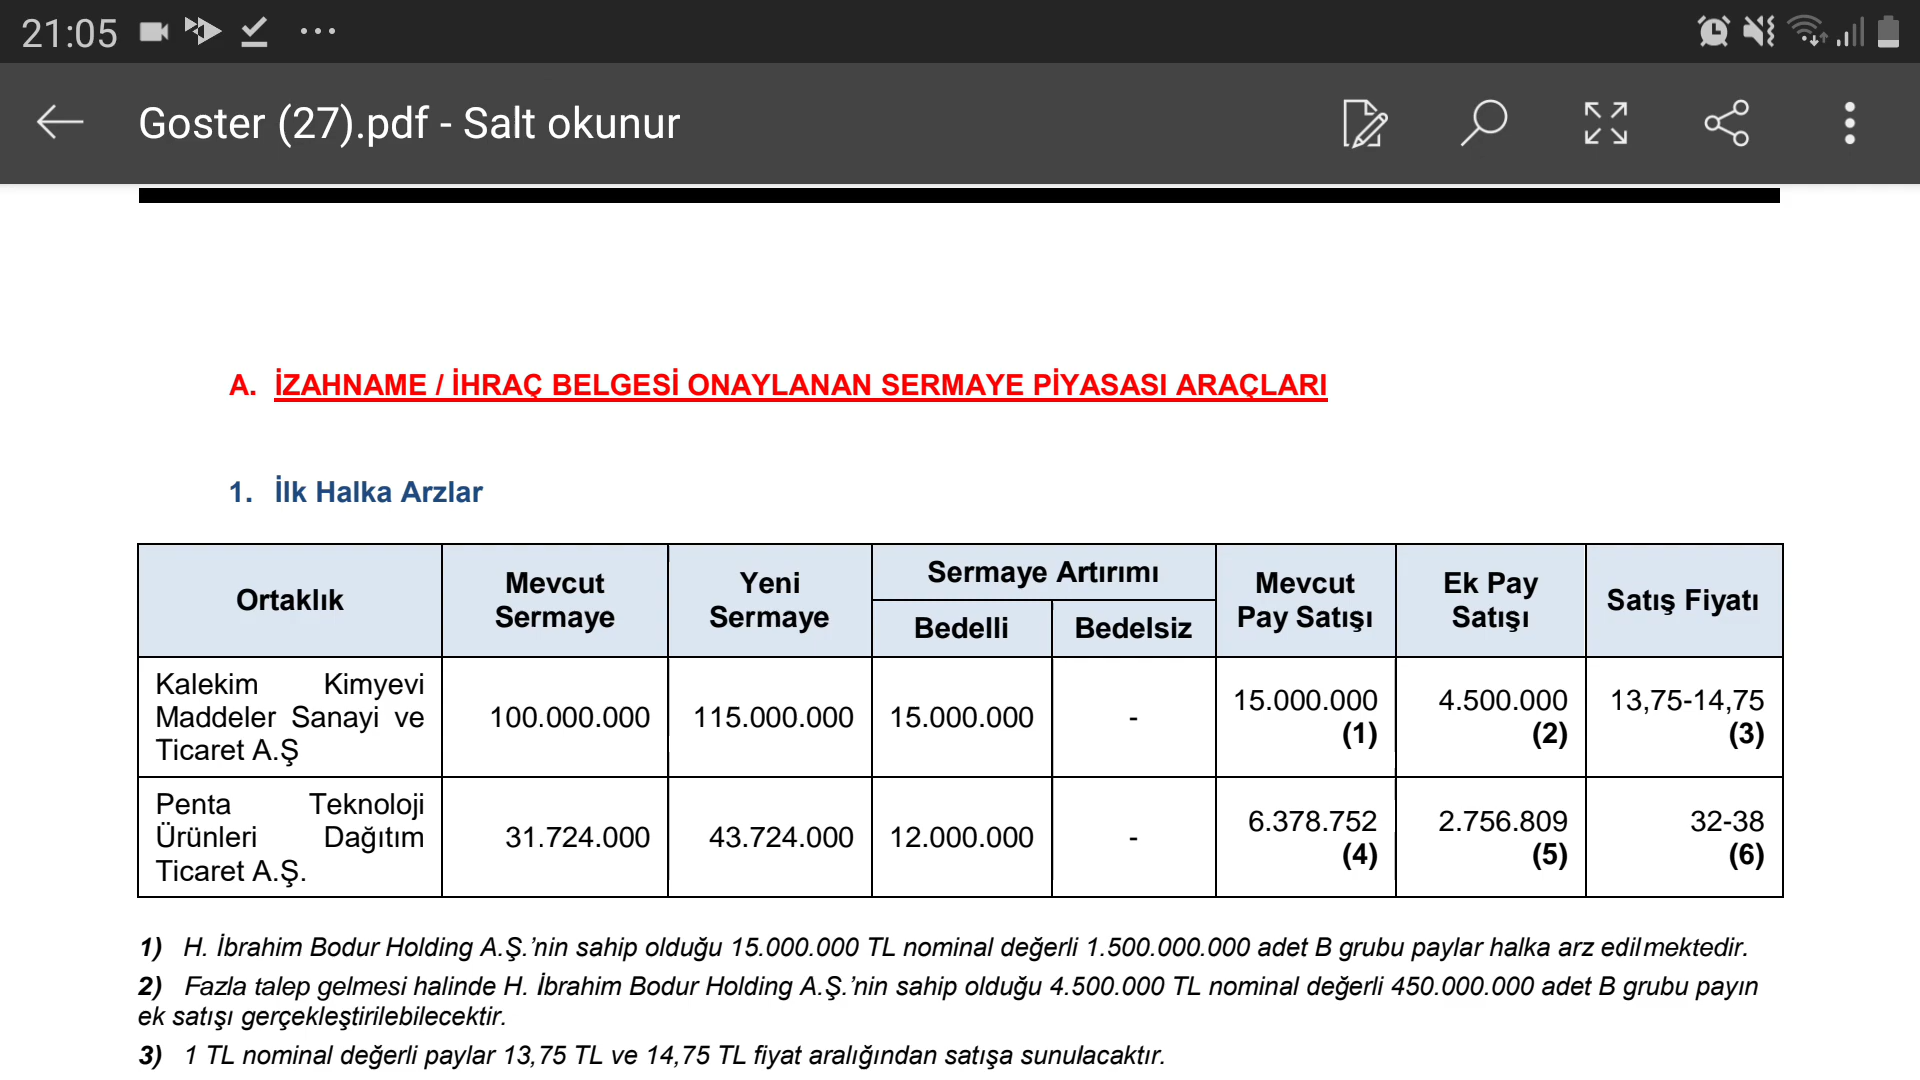 21:05
Goster (27).pdf - Salt okunur
A. İZAHNAME / İHRAÇ BELGESİ ONAYLANAN SERMAYE PİYASASI ARAÇLARI
1. İlk Halka Arzlar
Ortaklık
Mevcut
Sermaye
Yeni
Sermaye
Sermaye Artırımı
Bedelli
Bedelsiz
Mevcut
Pay Satışı
Ek Pay
Satışı
Satış Fiyatı
Kalekim Kimyevi
Maddeler Sanayi ve
Ticaret A.Ş
100.000.000
115.000.000
15.000.000
-
15.000.000
(1)
4.500.000
(2)
13,75-14,75
(3)
Penta Teknoloji
Ürünleri Dağıtım
Ticaret A.Ş.
31.724.000
43.724.000
12.000.000
-
6.378.752
(4)
2.756.809
(5)
32-38
(6)
1) H. İbrahim Bodur Holding A.Ş.'nin sahip olduğu 15.000.000 TL nominal değerli 1.500.000.000 adet B grubu paylar halka arz edilmektedir.
2) Fazla talep gelmesi halinde H. İbrahim Bodur Holding A.Ş.'nin sahip olduğu 4.500.000 TL nominal değerli 450.000.000 adet B grubu payın
ek satışı gerçekleştirilebilecektir.
3) 1 TL nominal değerli paylar 13,75 TL ve 14,75 TL fiyat aralığından satışa sunulacaktır.